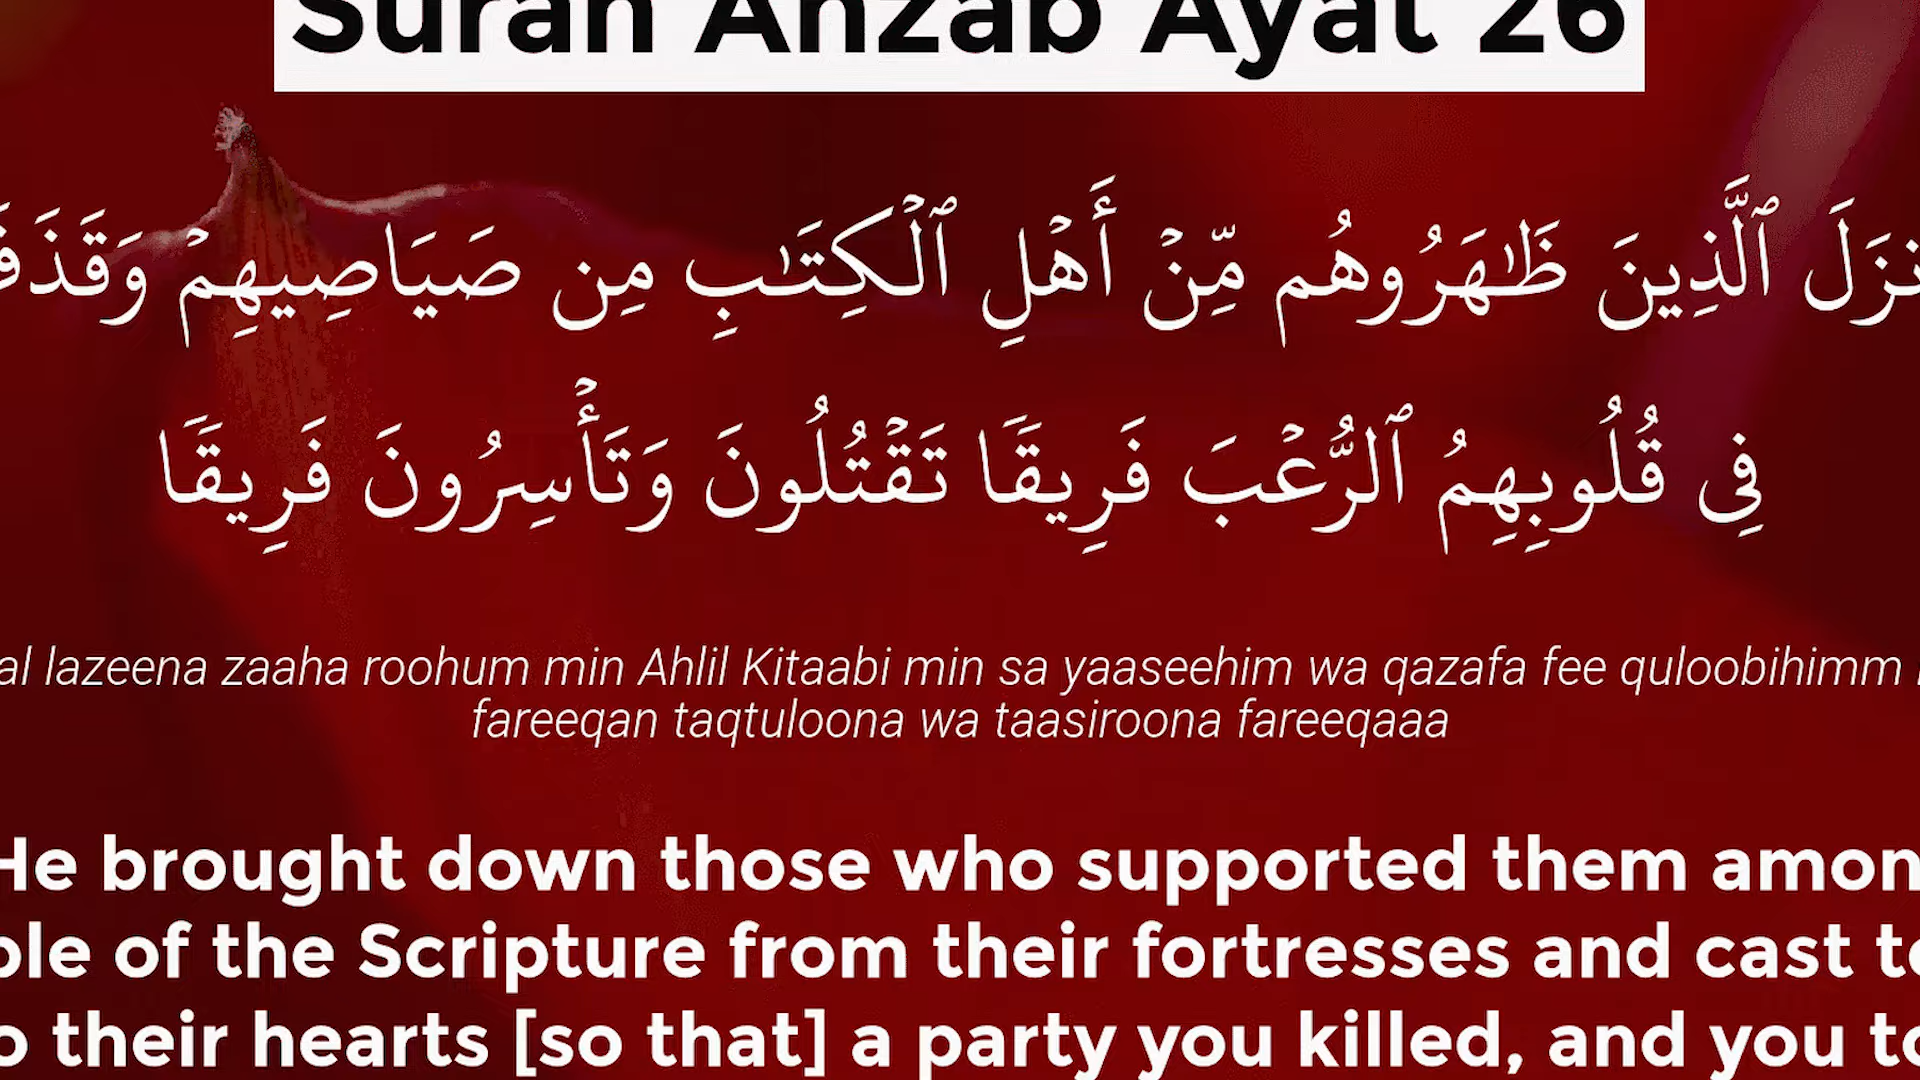 Surah Ahzab Ayat 26
ٱلَّذِينَ ظَٰهَرُوهُم مِّنْ أَهْلِ ٱلْكِتَٰبِ مِن صَيَاصِيهِمْ
فِى قُلُوبِهِمُ ٱلرُّعْبَ فَرِيقًا تَقْتُلُونَ وَتَأْسِرُونَ فَرِيقًا
al lazeena zaaha roohum min Ahlil Kitaabi min sa yaaseehim wa qazafa fee quloobihimm
fareeqan taqtuloona wa taasiroona fareeqaaa
He brought down those who supported them
of the Scripture from their fortresses and cast
their hearts [so that] a party you killed, and you